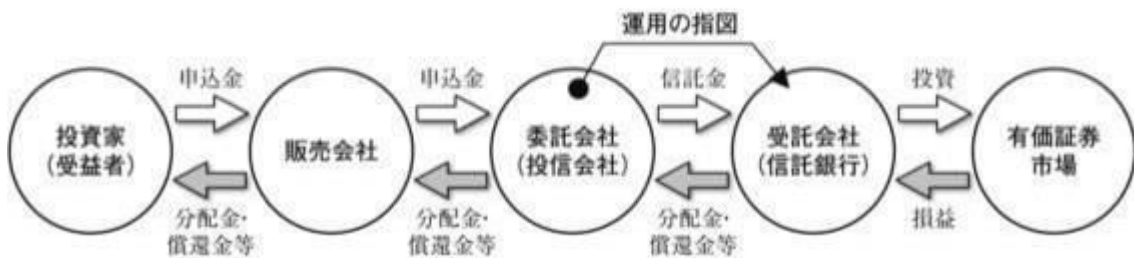 運用の指図
申込金
申込金
信託金
投資
投資家
(受益者)
販売会社
委託会社
(投信会社)
受託会社
(信託銀行)
有価証券
市場
分配金・
償還金等
分配金・
償還金等
分配金・
償還金等
損益